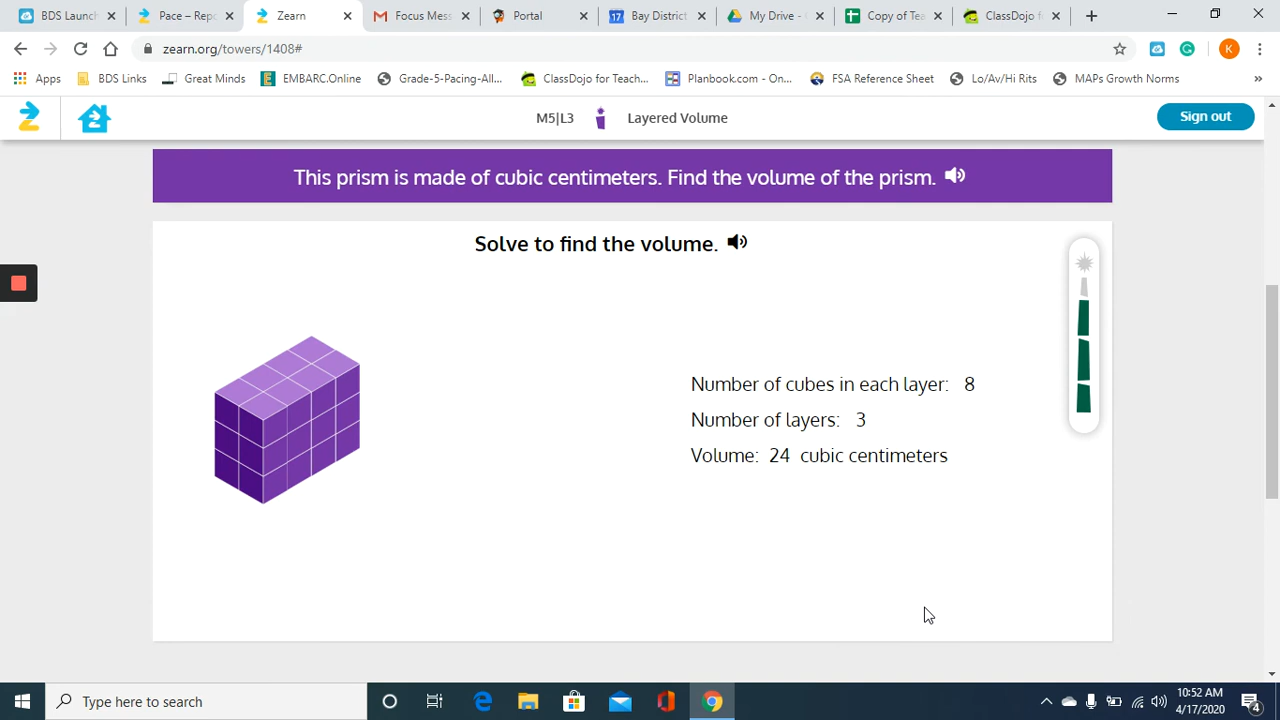 BDS Launch
Pace – Repo
Zearn
Focus Mess
Portal
Bay District
My Drive - G
Copy of Tea
ClassDojo fo
zearn.org/towers/1408#
K
Apps
BDS Links
Great Minds
EMBARC.Online
Grade-5-Pacing-All...
ClassDojo for Teach...
Planbook.com - On...
FSA Reference Sheet
Lo/Av/Hi Rits
MAPs Growth Norms
»
M5|L3
Layered Volume
Sign out
This prism is made of cubic centimeters. Find the volume of the prism.
Solve to find the volume.
Number of cubes in each layer: 8
Number of layers: 3
Volume: 24 cubic centimeters
Type here to search
10:52 AM
4/17/2020
4